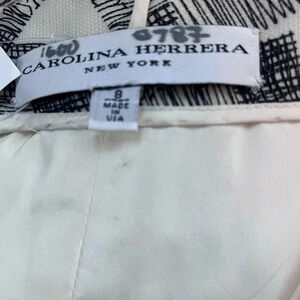 1600 0787
CAROLINA HERRERA
NEW YORK
8
MADE
IN
USA